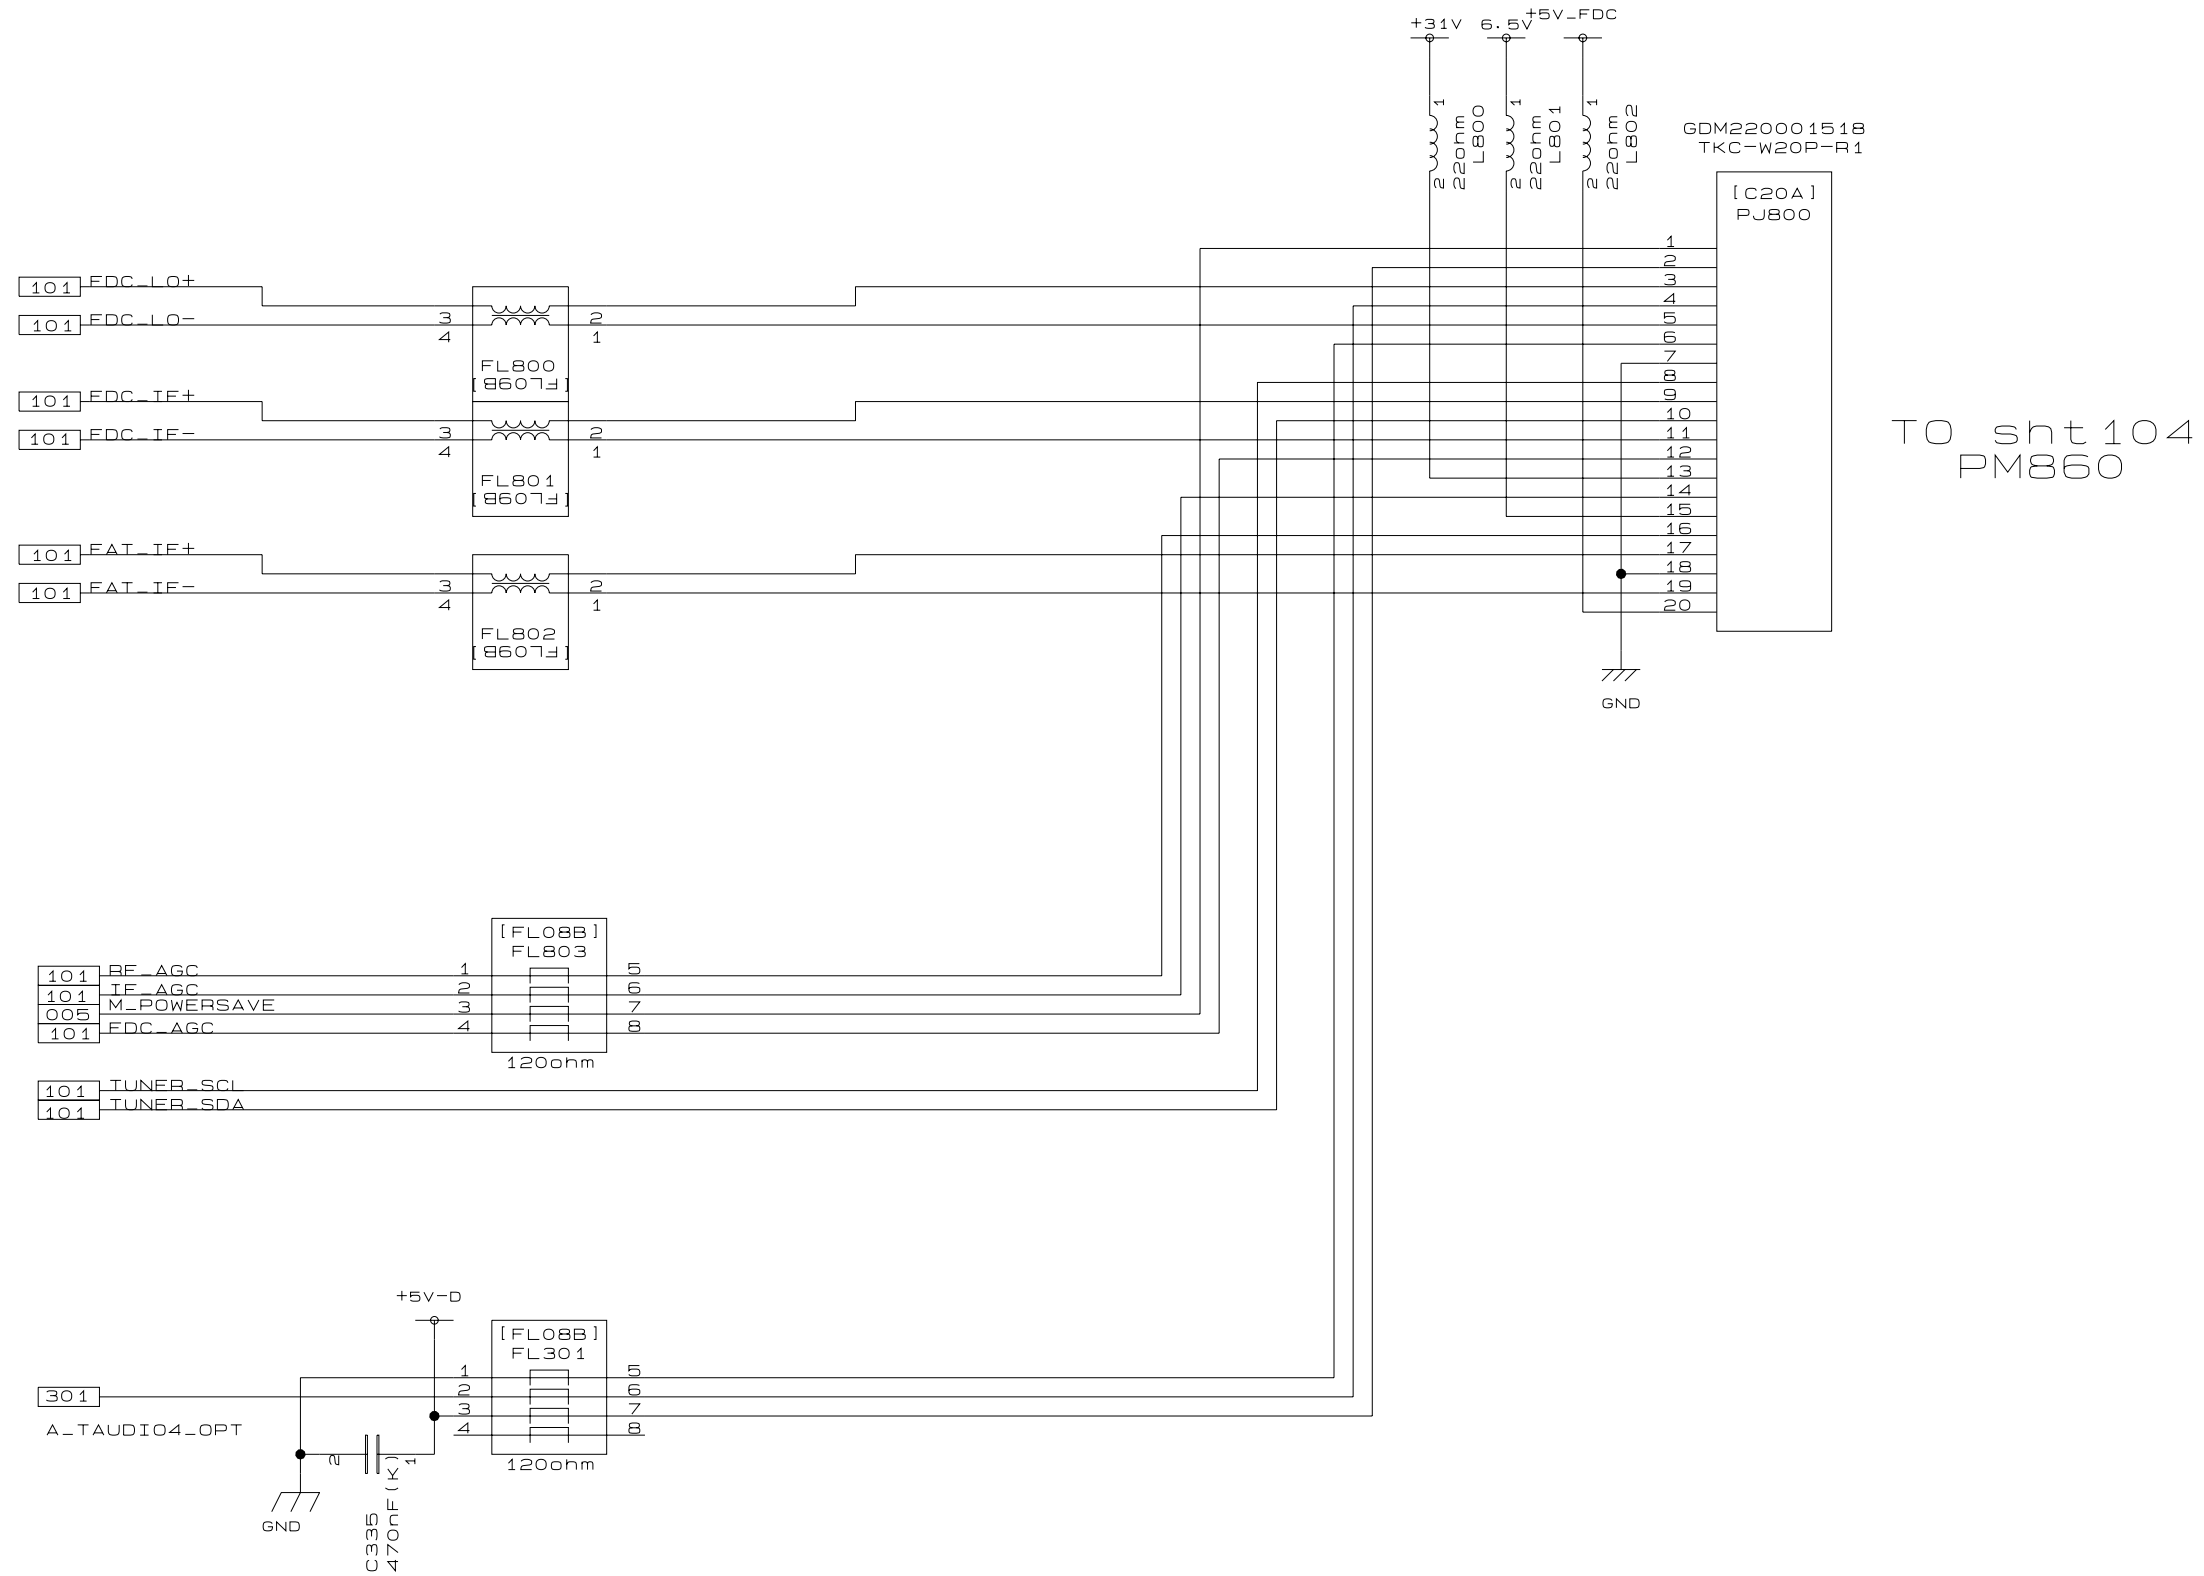 +31V 6.5V +5V_FDC
1 1 1
22ohm 22ohm 22ohm
L800 L801 L802
2 2 2
GDM220001518
TKC-W20P-R1
[C20A]
PJ800
1
2
3
4
5
6
7
8
9
10
11
12
13
14
15
16
17
18
19
20
GND
TO sht104
PM860
101 FDC_LO+
101 FDC_LO-
3 2
4 1
FL800
[FL09B]
101 FDC_IF+
101 FDC_IF-
3 2
4 1
FL801
[FL09B]
101 FAT_IF+
101 FAT_IF-
3 2
4 1
FL802
[FL09B]
[FL08B]
FL803
101 RF_AGC 1 5
101 IF_AGC 2 6
005 M_POWERSAVE 3 7
101 FDC_AGC 4 8
120ohm
101 TUNER_SCL
101 TUNER_SDA
+5V-D
[FL08B]
FL301
1 5
301 2 6
3 7
A_TAUDIO4_OPT 4 8
120ohm
2 1
GND
C335
470nF(K)